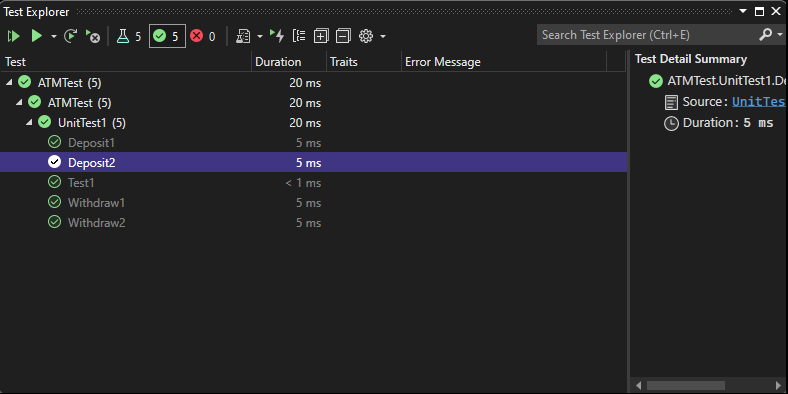 Test Explorer
5 5 0
Search Test Explorer (Ctrl+E)
Test Duration Traits Error Message
ATMTest (5) 20 ms
ATMTest (5) 20 ms
UnitTest1 (5) 20 ms
Deposit1 5 ms
Deposit2 5 ms
Test1 < 1 ms
Withdraw1 5 ms
Withdraw2 5 ms
Test Detail Summary
ATMTest.UnitTest1.De
Source: UnitTes
Duration: 5 ms